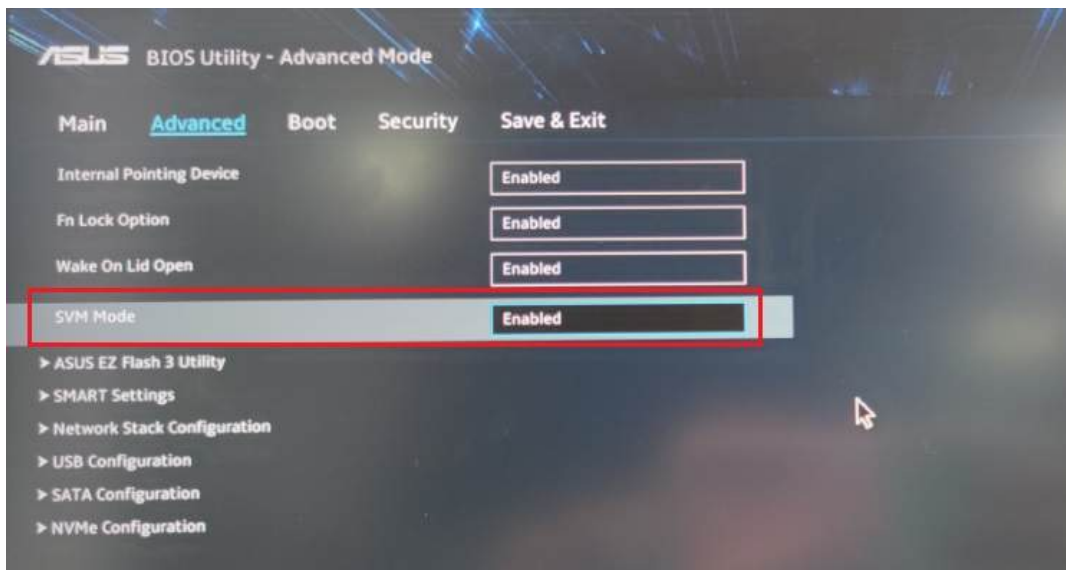 ASUS BIOS Utility - Advanced Mode
Main Advanced Boot Security Save & Exit
Internal Pointing Device Enabled
Fn Lock Option Enabled
Wake On Lid Open Enabled
SVM Mode Enabled
> ASUS EZ Flash 3 Utility
> SMART Settings
> Network Stack Configuration
> USB Configuration
> SATA Configuration
> NVMe Configuration